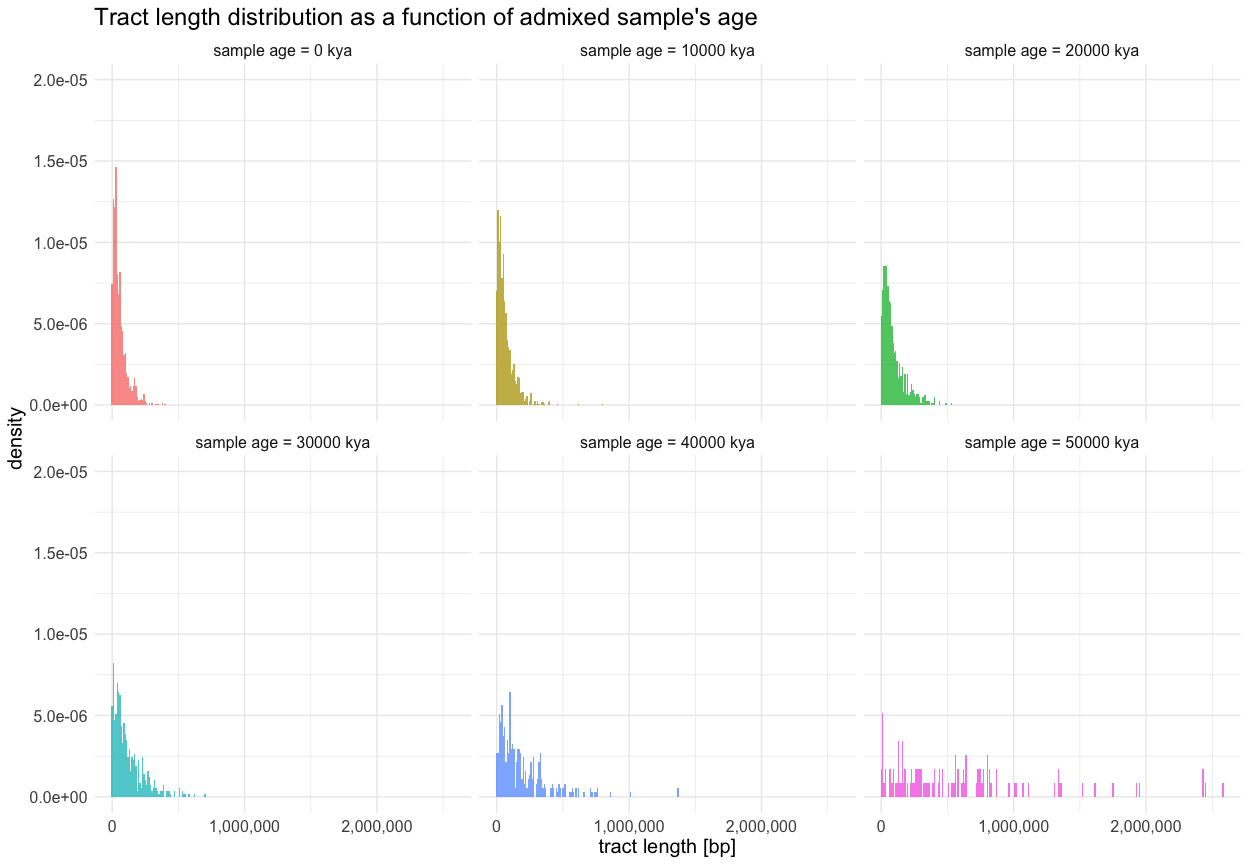 Tract length distribution as a function of admixed sample's age
sample age = 0 kya
sample age = 10000 kya
sample age = 20000 kya
2.0e-05
1.5e-05
1.0e-05
5.0e-06
0.0e+00
density
sample age = 30000 kya
sample age = 40000 kya
sample age = 50000 kya
2.0e-05
1.5e-05
1.0e-05
5.0e-06
0.0e+00
0 1,000,000 2,000,000
0 1,000,000 2,000,000
0 1,000,000 2,000,000
tract length [bp]